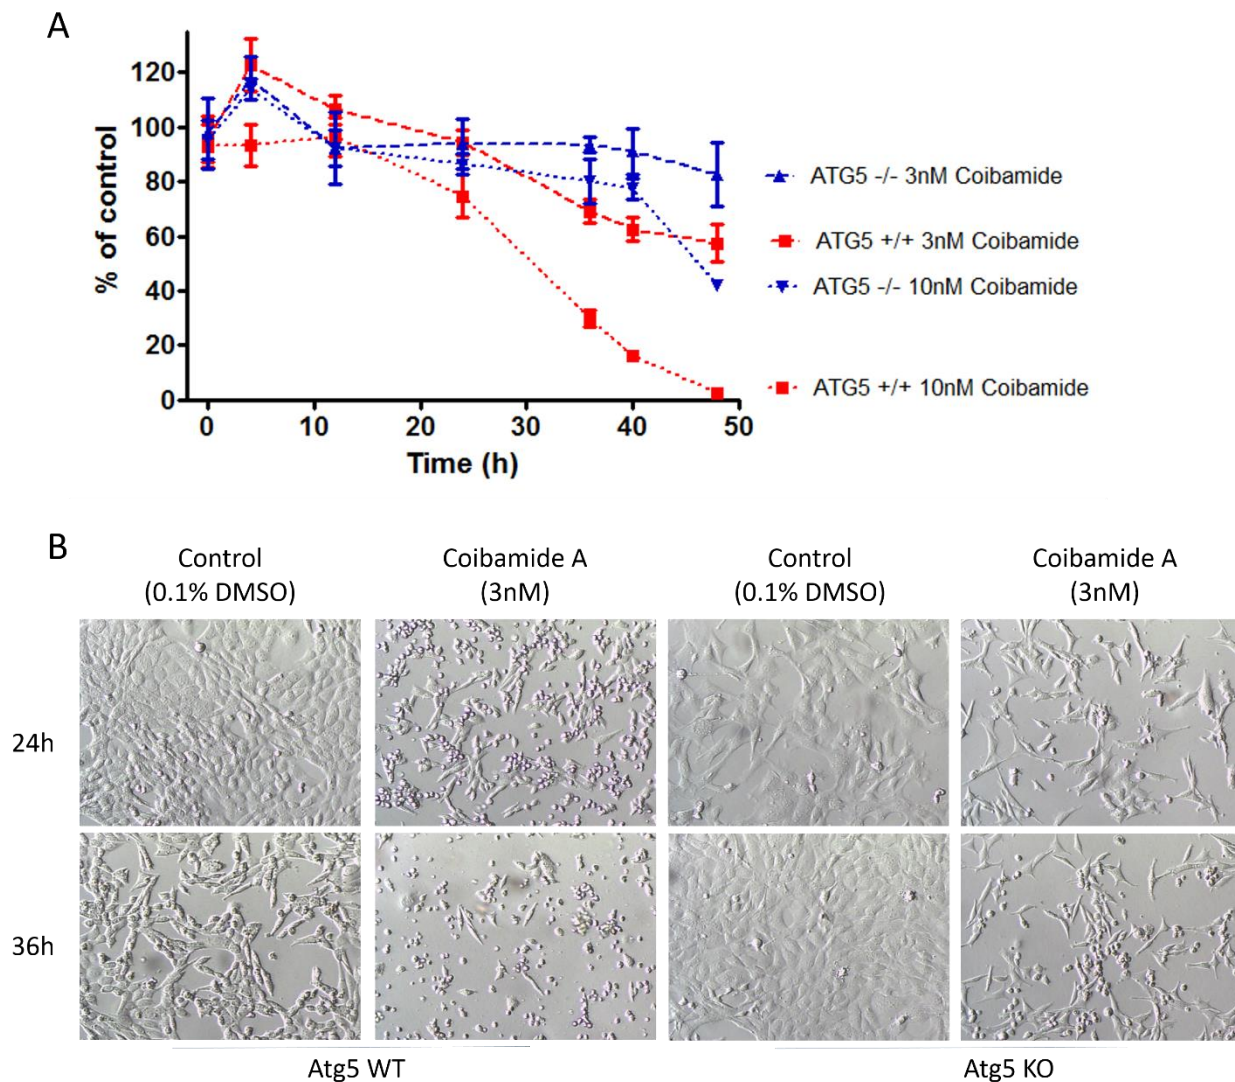 A
% of control
120
100
80
60
40
20
0
0 10 20 30 40 50
Time (h)
ATG5 -/- 3nM Coibamide
ATG5 +/+ 3nM Coibamide
ATG5 -/- 10nM Coibamide
ATG5 +/+ 10nM Coibamide
B
Control Coibamide A Control Coibamide A
(0.1% DMSO) (3nM) (0.1% DMSO) (3nM)
24h
36h
Atg5 WT Atg5 KO